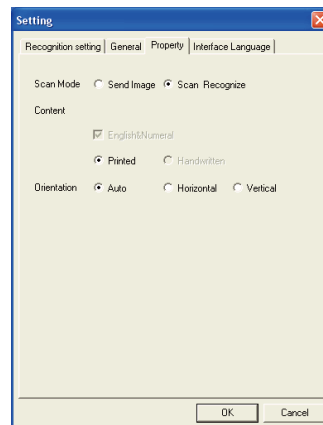 Setting
Recognition setting General Property Interface Language
Scan Mode Send Image Scan Recognize
Content
English&Numeral
Printed Handwritten
Orientation Auto Horizontal Vertical
OK Cancel